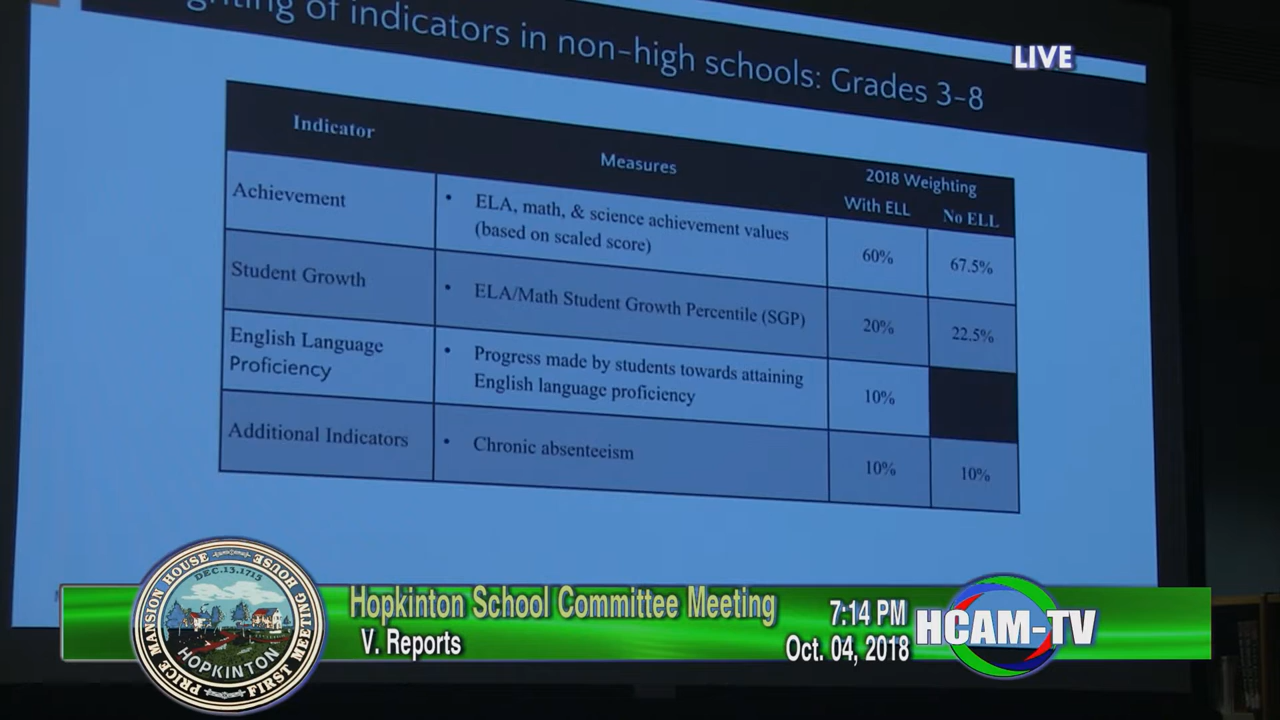 ghting of indicators in non-high schools: Grades 3-8
LIVE
Indicator
Measures
2018 Weighting
With ELL
No ELL
Achievement
• ELA, math, & science achievement values
(based on scaled score)
60%
67.5%
Student Growth
• ELA/Math Student Growth Percentile (SGP)
20%
22.5%
English Language
Proficiency
• Progress made by students towards attaining
English language proficiency
10%
Additional Indicators
• Chronic absenteeism
10%
10%
PRICE MANSION HOUSE
FIRST MEETING HOUSE
DEC.13.1715
HOPKINTON
Hopkinton School Committee Meeting
V. Reports
7:14 PM
Oct. 04, 2018
HCAM-TV